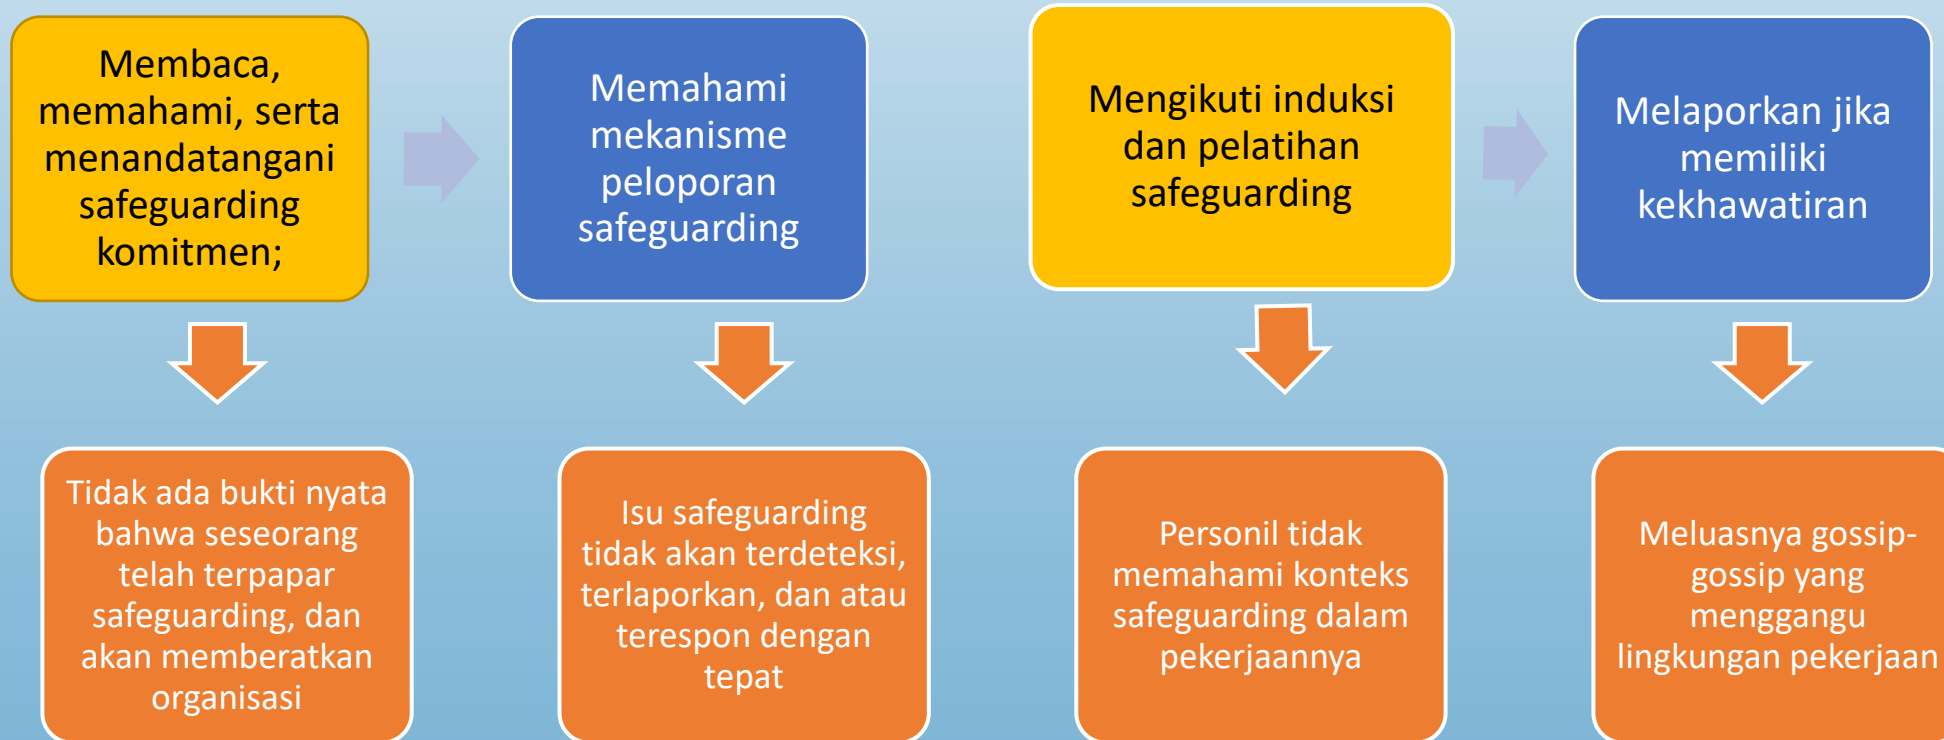 Membaca,
memahami, serta
menandatangani
safeguarding
komitmen;
Memahami
mekanisme
peloporan
safeguarding
Mengikuti induksi
dan pelatihan
safeguarding
Melaporkan jika
memiliki
kekhawatiran
Tidak ada bukti nyata
bahwa seseorang
telah terpapar
safeguarding, dan
akan memberatkan
organisasi
Isu safeguarding
tidak akan terdeteksi,
terlaporkan, dan atau
terespon dengan
tepat
Personil tidak
memahami konteks
safeguarding dalam
pekerjaannya
Meluasnya gossip-
gossip yang
menggangu
lingkungan pekerjaan